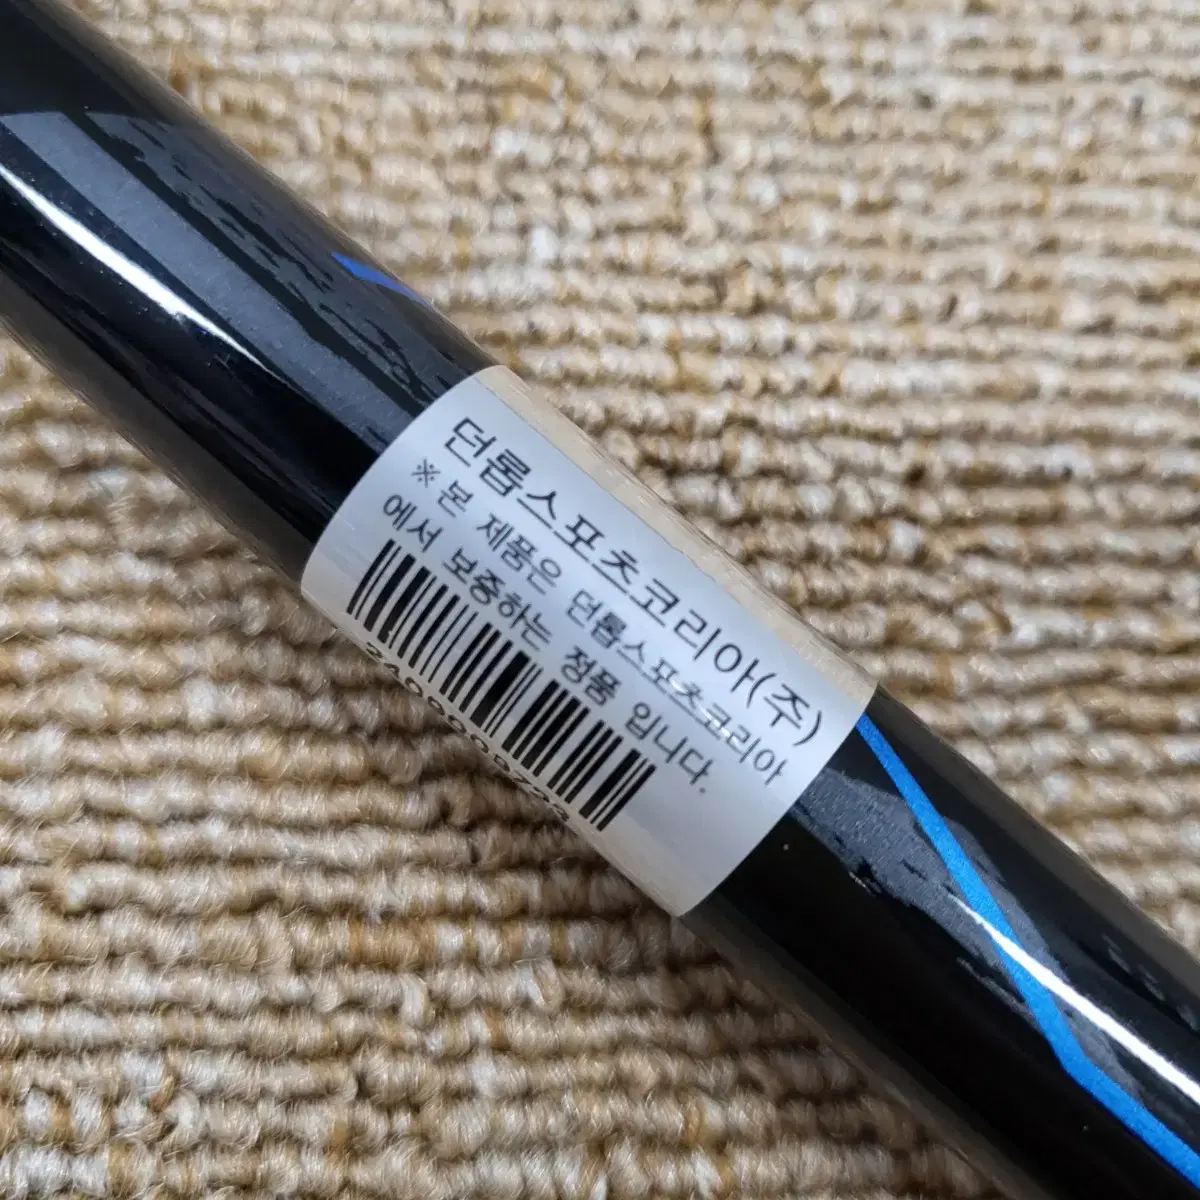 던롭스포츠코리아(주)
※ 본 제품은 던롭스포츠코리아
에서 보증하는 정품 입니다.